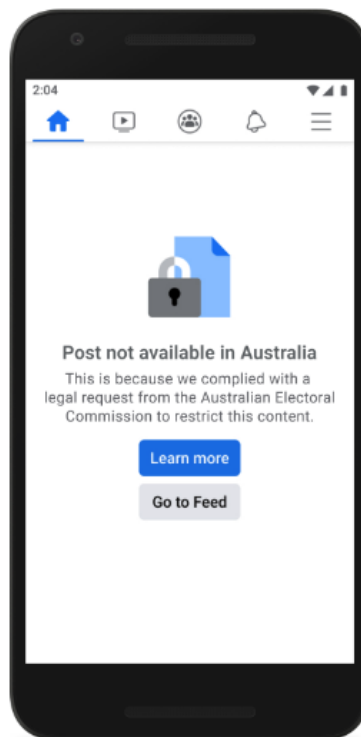 2:04
Post not available in Australia
This is because we complied with a
legal request from the Australian Electoral
Commission to restrict this content.
Learn more
Go to Feed